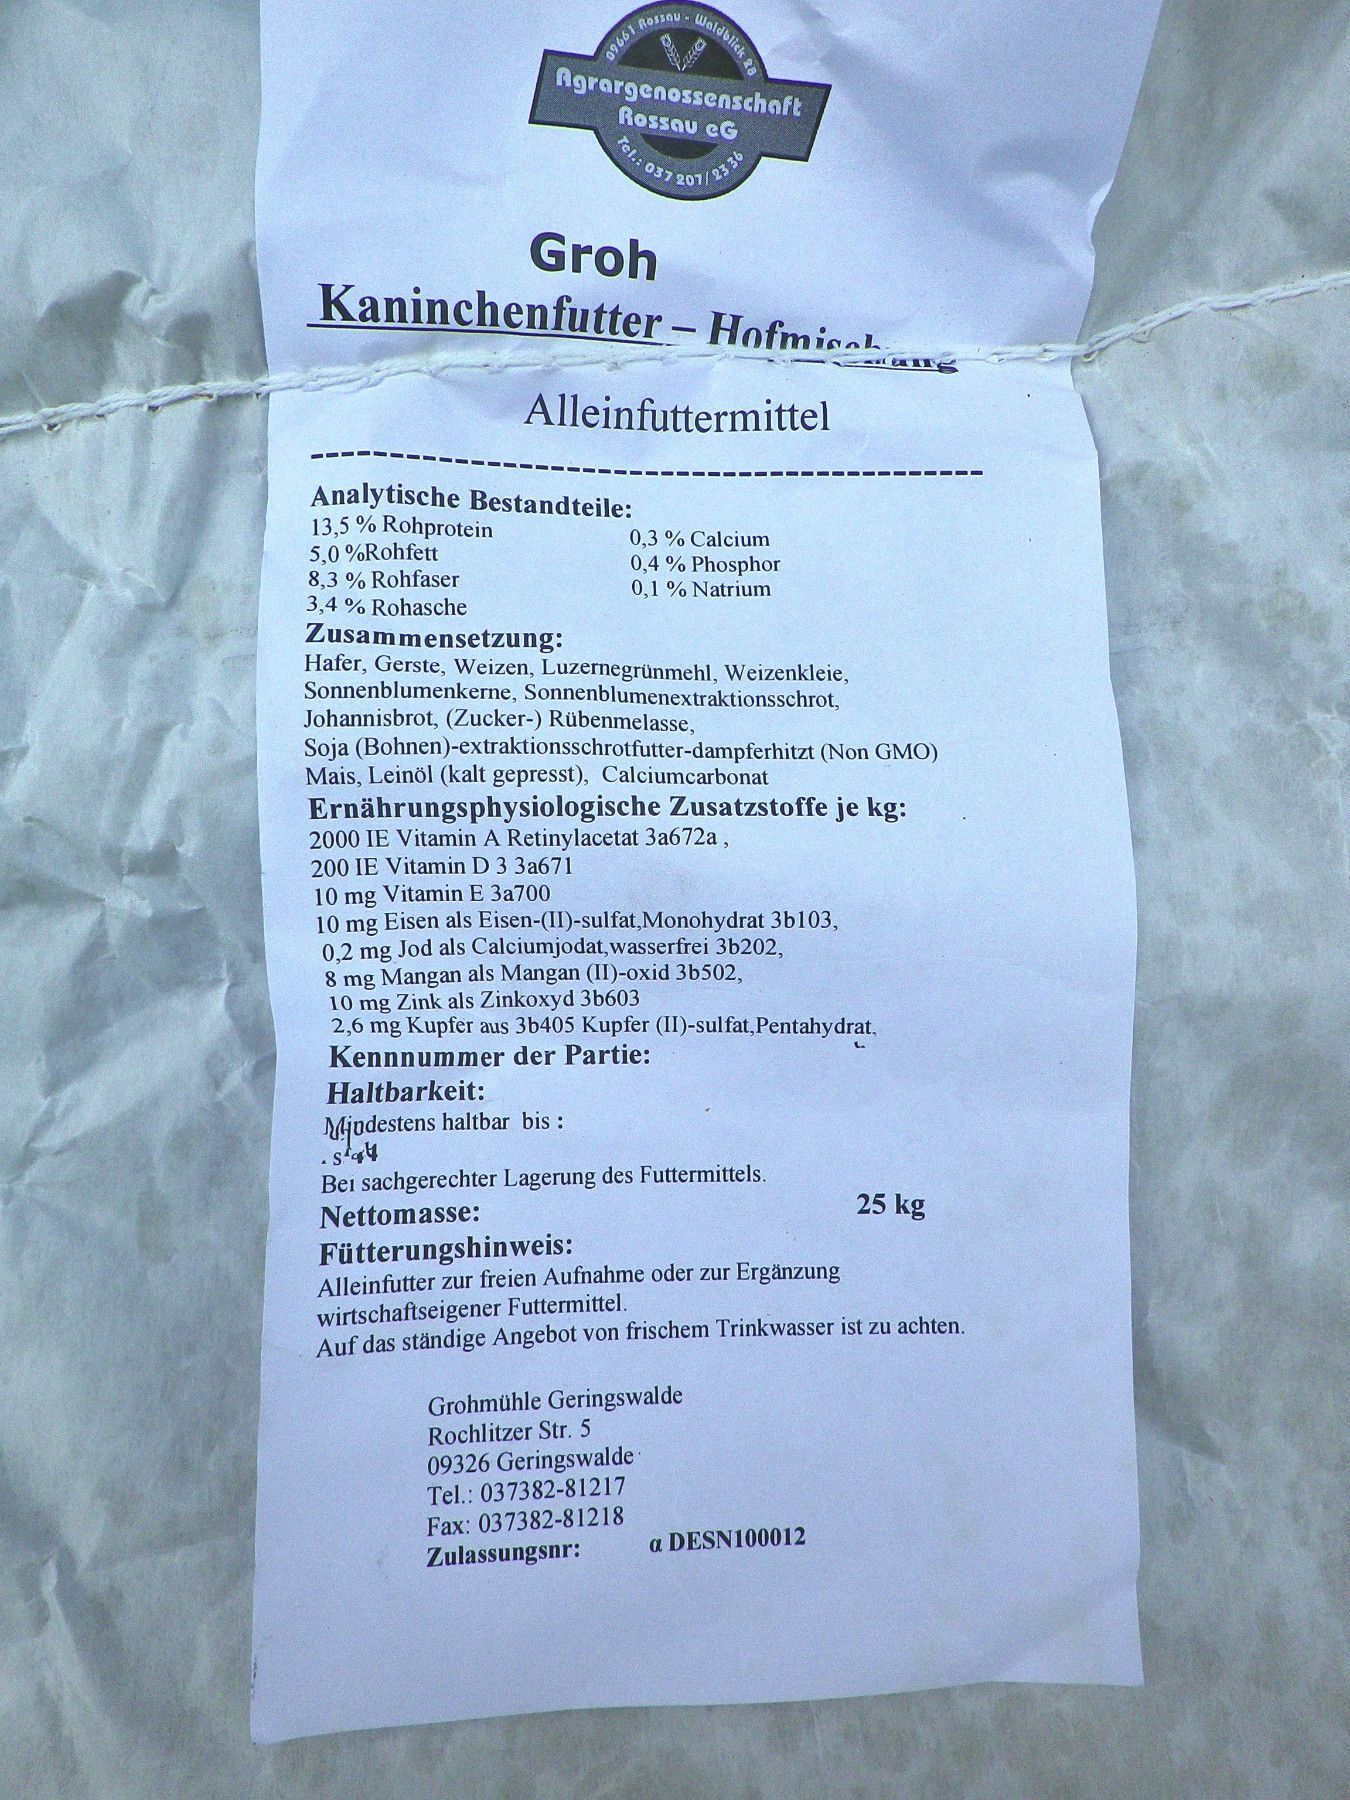 09661 Rossau - Waldblick 28
Agrargenossenschaft
Rossau eG
Tel.: 037 207 / 23 36
Groh
Kaninchenfutter – Hofmischung
Alleinfuttermittel
Analytische Bestandteile:
13,5 % Rohprotein 0,3 % Calcium
5,0 %Rohfett 0,4 % Phosphor
8,3 % Rohfaser 0,1 % Natrium
3,4 % Rohasche
Zusammensetzung:
Hafer, Gerste, Weizen, Luzernegrünmehl, Weizenkleie,
Sonnenblumenkerne, Sonnenblumenextraktionsschrot,
Johannisbrot, (Zucker-) Rübenmelasse,
Soja (Bohnen)-extraktionsschrotfutter-dampferhitzt (Non GMO)
Mais, Leinöl (kalt gepresst), Calciumcarbonat
Ernährungsphysiologische Zusatzstoffe je kg:
2000 IE Vitamin A Retinylacetat 3a672a ,
200 IE Vitamin D 3 3a671
10 mg Vitamin E 3a700
10 mg Eisen als Eisen-(II)-sulfat,Monohydrat 3b103,
0,2 mg Jod als Calciumjodat,wasserfrei 3b202,
8 mg Mangan als Mangan (II)-oxid 3b502,
10 mg Zink als Zinkoxyd 3b603
2,6 mg Kupfer aus 3b405 Kupfer (II)-sulfat,Pentahydrat.
Kennnummer der Partie:
Haltbarkeit:
Mindestens haltbar bis :
Bei sachgerechter Lagerung des Futtermittels.
Nettomasse: 25 kg
Fütterungshinweis:
Alleinfutter zur freien Aufnahme oder zur Ergänzung
wirtschaftseigener Futtermittel.
Auf das ständige Angebot von frischem Trinkwasser ist zu achten.
Grohmühle Geringswalde
Rochlitzer Str. 5
09326 Geringswalde
Tel.: 037382-81217
Fax: 037382-81218
Zulassungsnr: α DESN100012